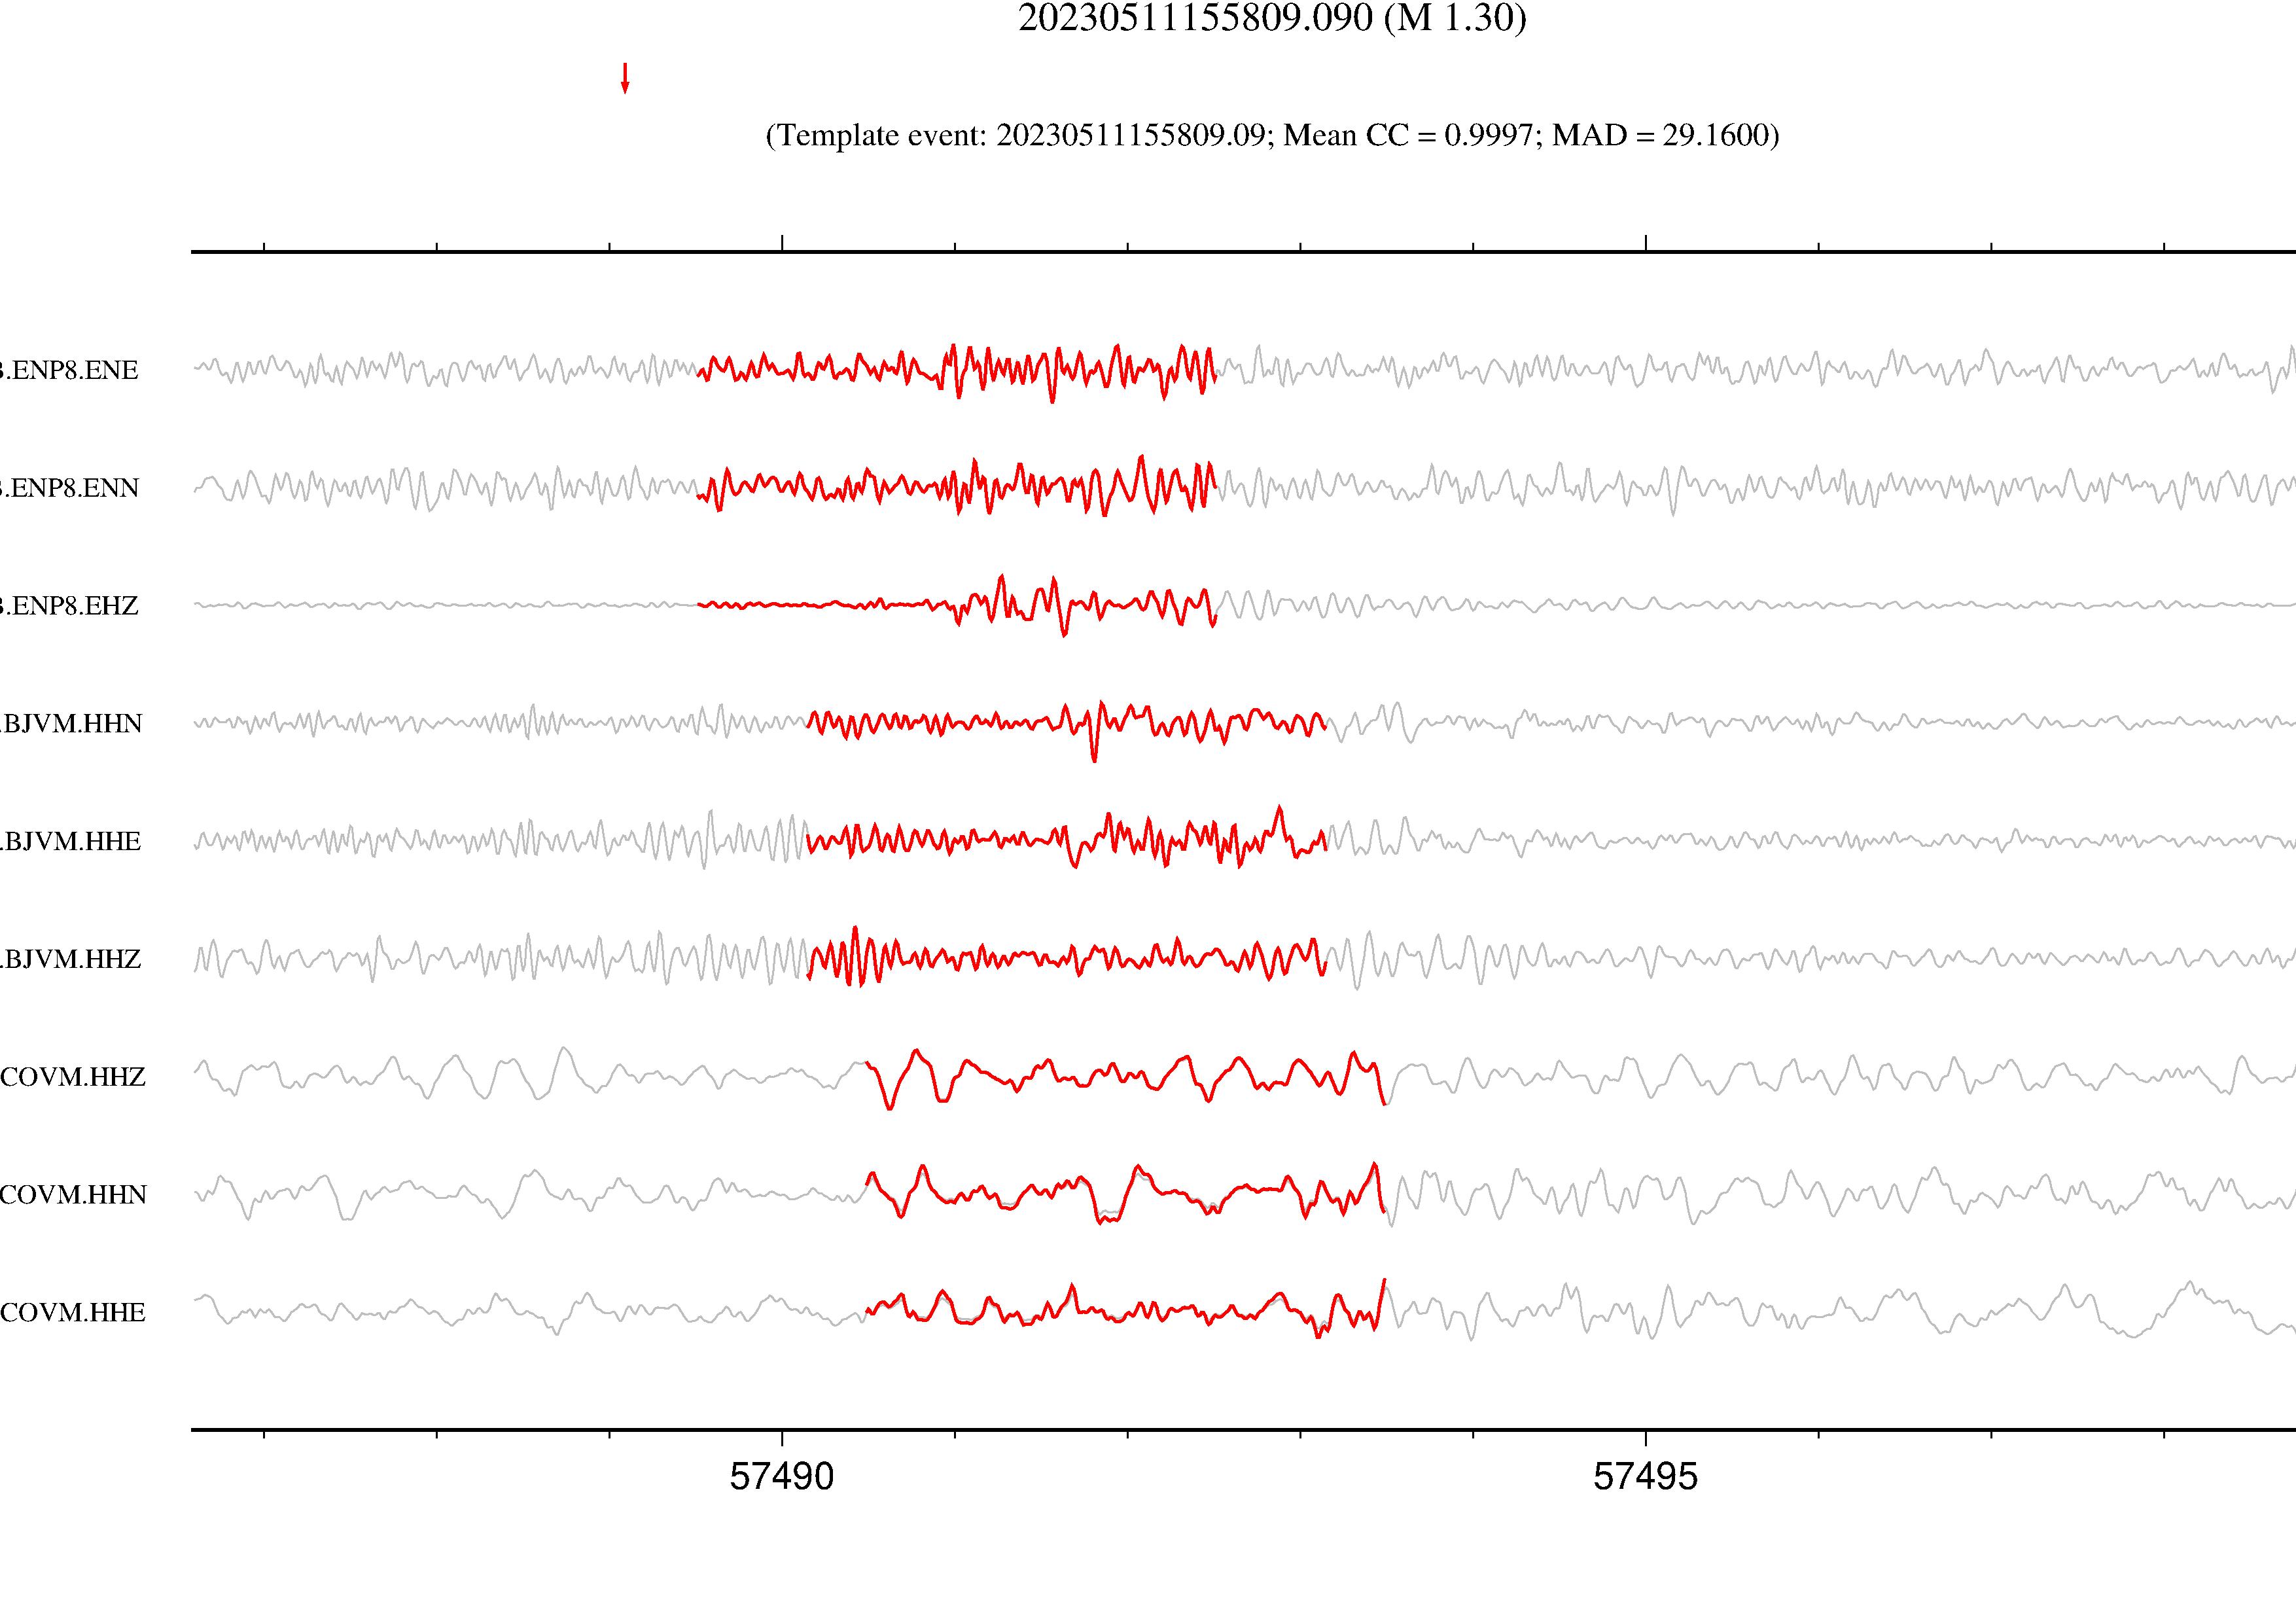 20230511155809.090 (M 1.30)
(Template event: 20230511155809.09; Mean CC = 0.9997; MAD = 29.1600)
.ENP8.ENE
.ENP8.ENN
.ENP8.EHZ
.BJVM.HHN
.BJVM.HHE
.BJVM.HHZ
COVM.HHZ
COVM.HHN
COVM.HHE
57490 57495